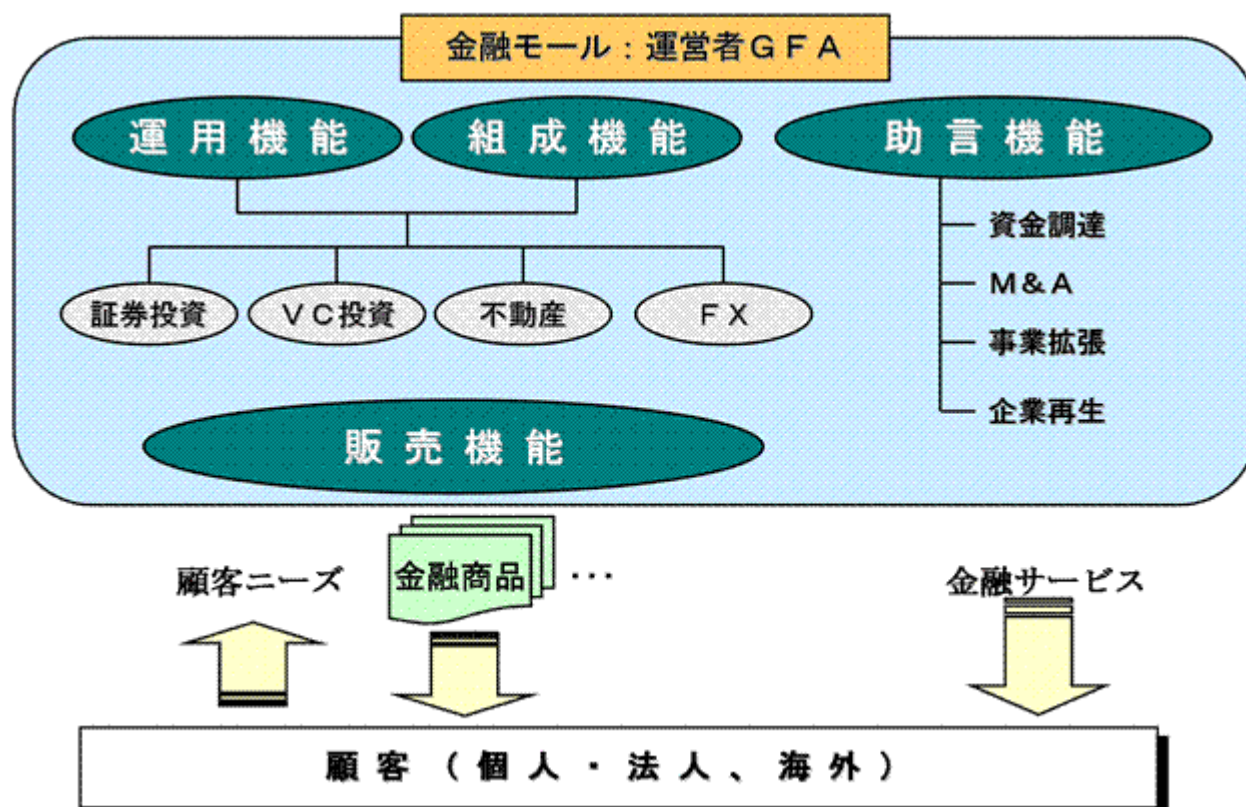 金融モール：運営者ＧＦＡ
運用機能
組成機能
助言機能
証券投資
ＶＣ投資
不動産
ＦＸ
資金調達
Ｍ＆Ａ
事業拡張
企業再生
販売機能
顧客ニーズ
金融商品
・・・
金融サービス
顧客（個人・法人、海外）